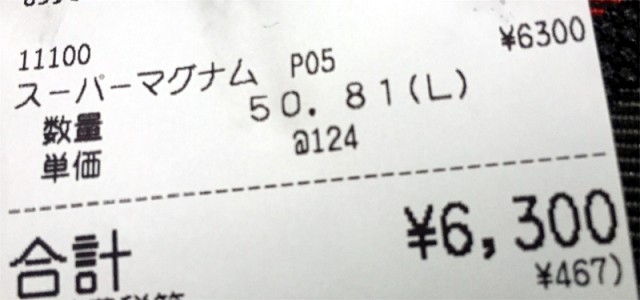 11100
スーパーマグナム P05 ¥6300
数量 50.81(L)
単価 @124
合計 ¥6,300
¥467)